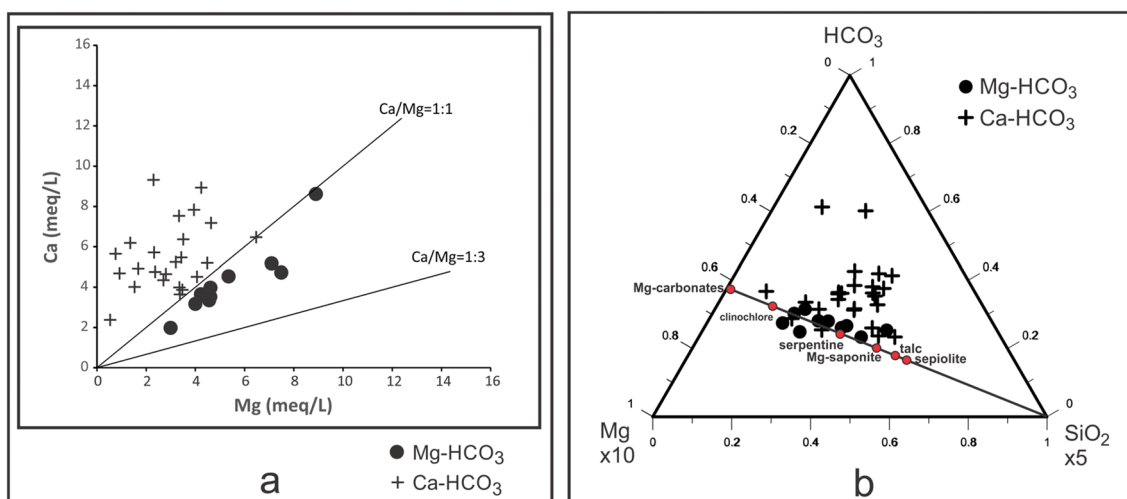 16
14
12
10
8
6
4
2
0
Ca (meq/L)
Ca/Mg=1:1
Ca/Mg=1:3
0 2 4 6 8 10 12 14 16
Mg (meq/L)
Mg-HCO₃
Ca-HCO₃
a
HCO₃
0 1
Mg-HCO₃
Ca-HCO₃
0.2 0.8
0.4 0.6
0.6 0.4
Mg-carbonates
clinochlore
0.8 0.2
serpentine
Mg-saponite
talc
sepiolite
1 0
Mg
x10
0 0.2 0.4 0.6 0.8 1
SiO₂
x5
b